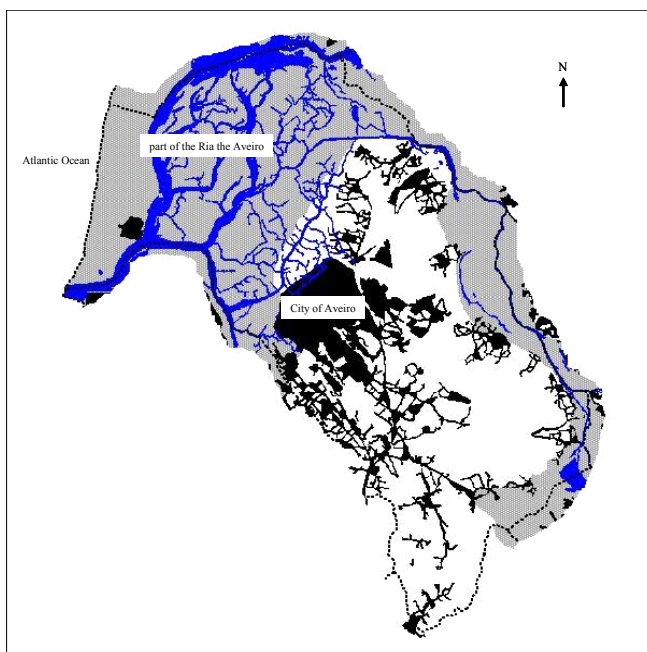 N
part of the Ria the Aveiro
Atlantic Ocean
City of Aveiro